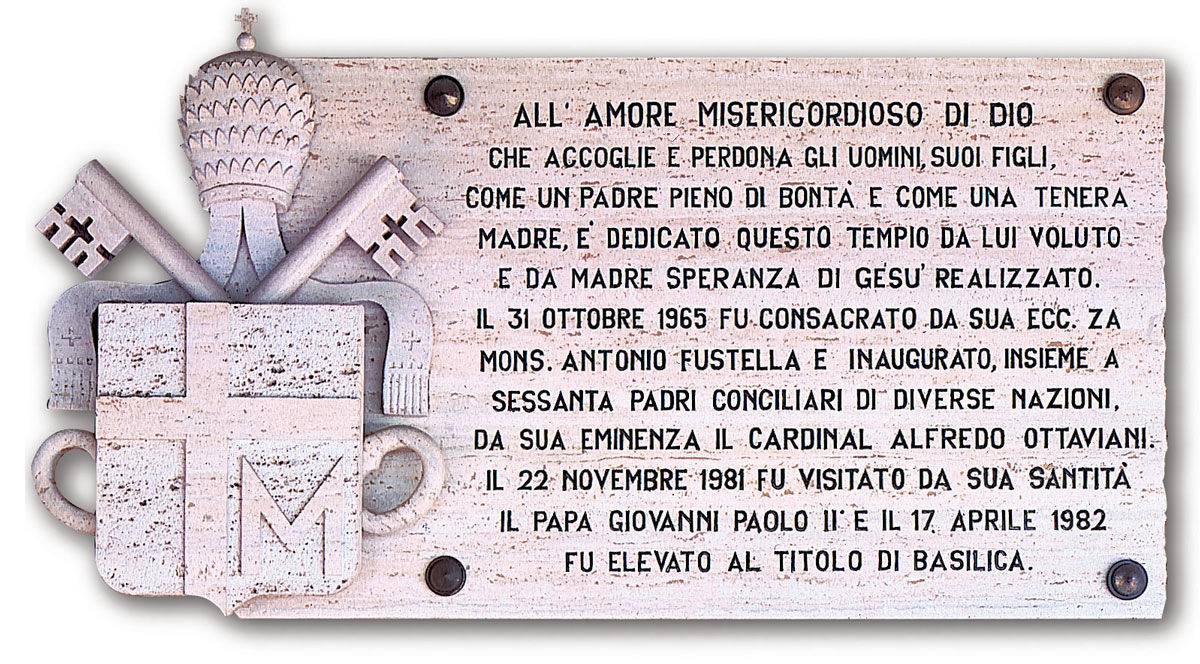 ALL' AMORE MISERICORDIOSO DI DIO
CHE ACCOGLIE E PERDONA GLI UOMINI, SUOI FIGLI,
COME UN PADRE PIENO DI BONTÀ E COME UNA TENERA
MADRE, E' DEDICATO QUESTO TEMPIO DA LUI VOLUTO
E DA MADRE SPERANZA DI GESU' REALIZZATO.
IL 31 OTTOBRE 1965 FU CONSACRATO DA SUA ECC. ZA
MONS. ANTONIO FUSTELLA E INAUGURATO, INSIEME A
SESSANTA PADRI CONCILIARI DI DIVERSE NAZIONI,
DA SUA EMINENZA IL CARDINAL ALFREDO OTTAVIANI.
IL 22 NOVEMBRE 1981 FU VISITATO DA SUA SANTITÀ
IL PAPA GIOVANNI PAOLO II° E IL 17 APRILE 1982
FU ELEVATO AL TITOLO DI BASILICA.
M